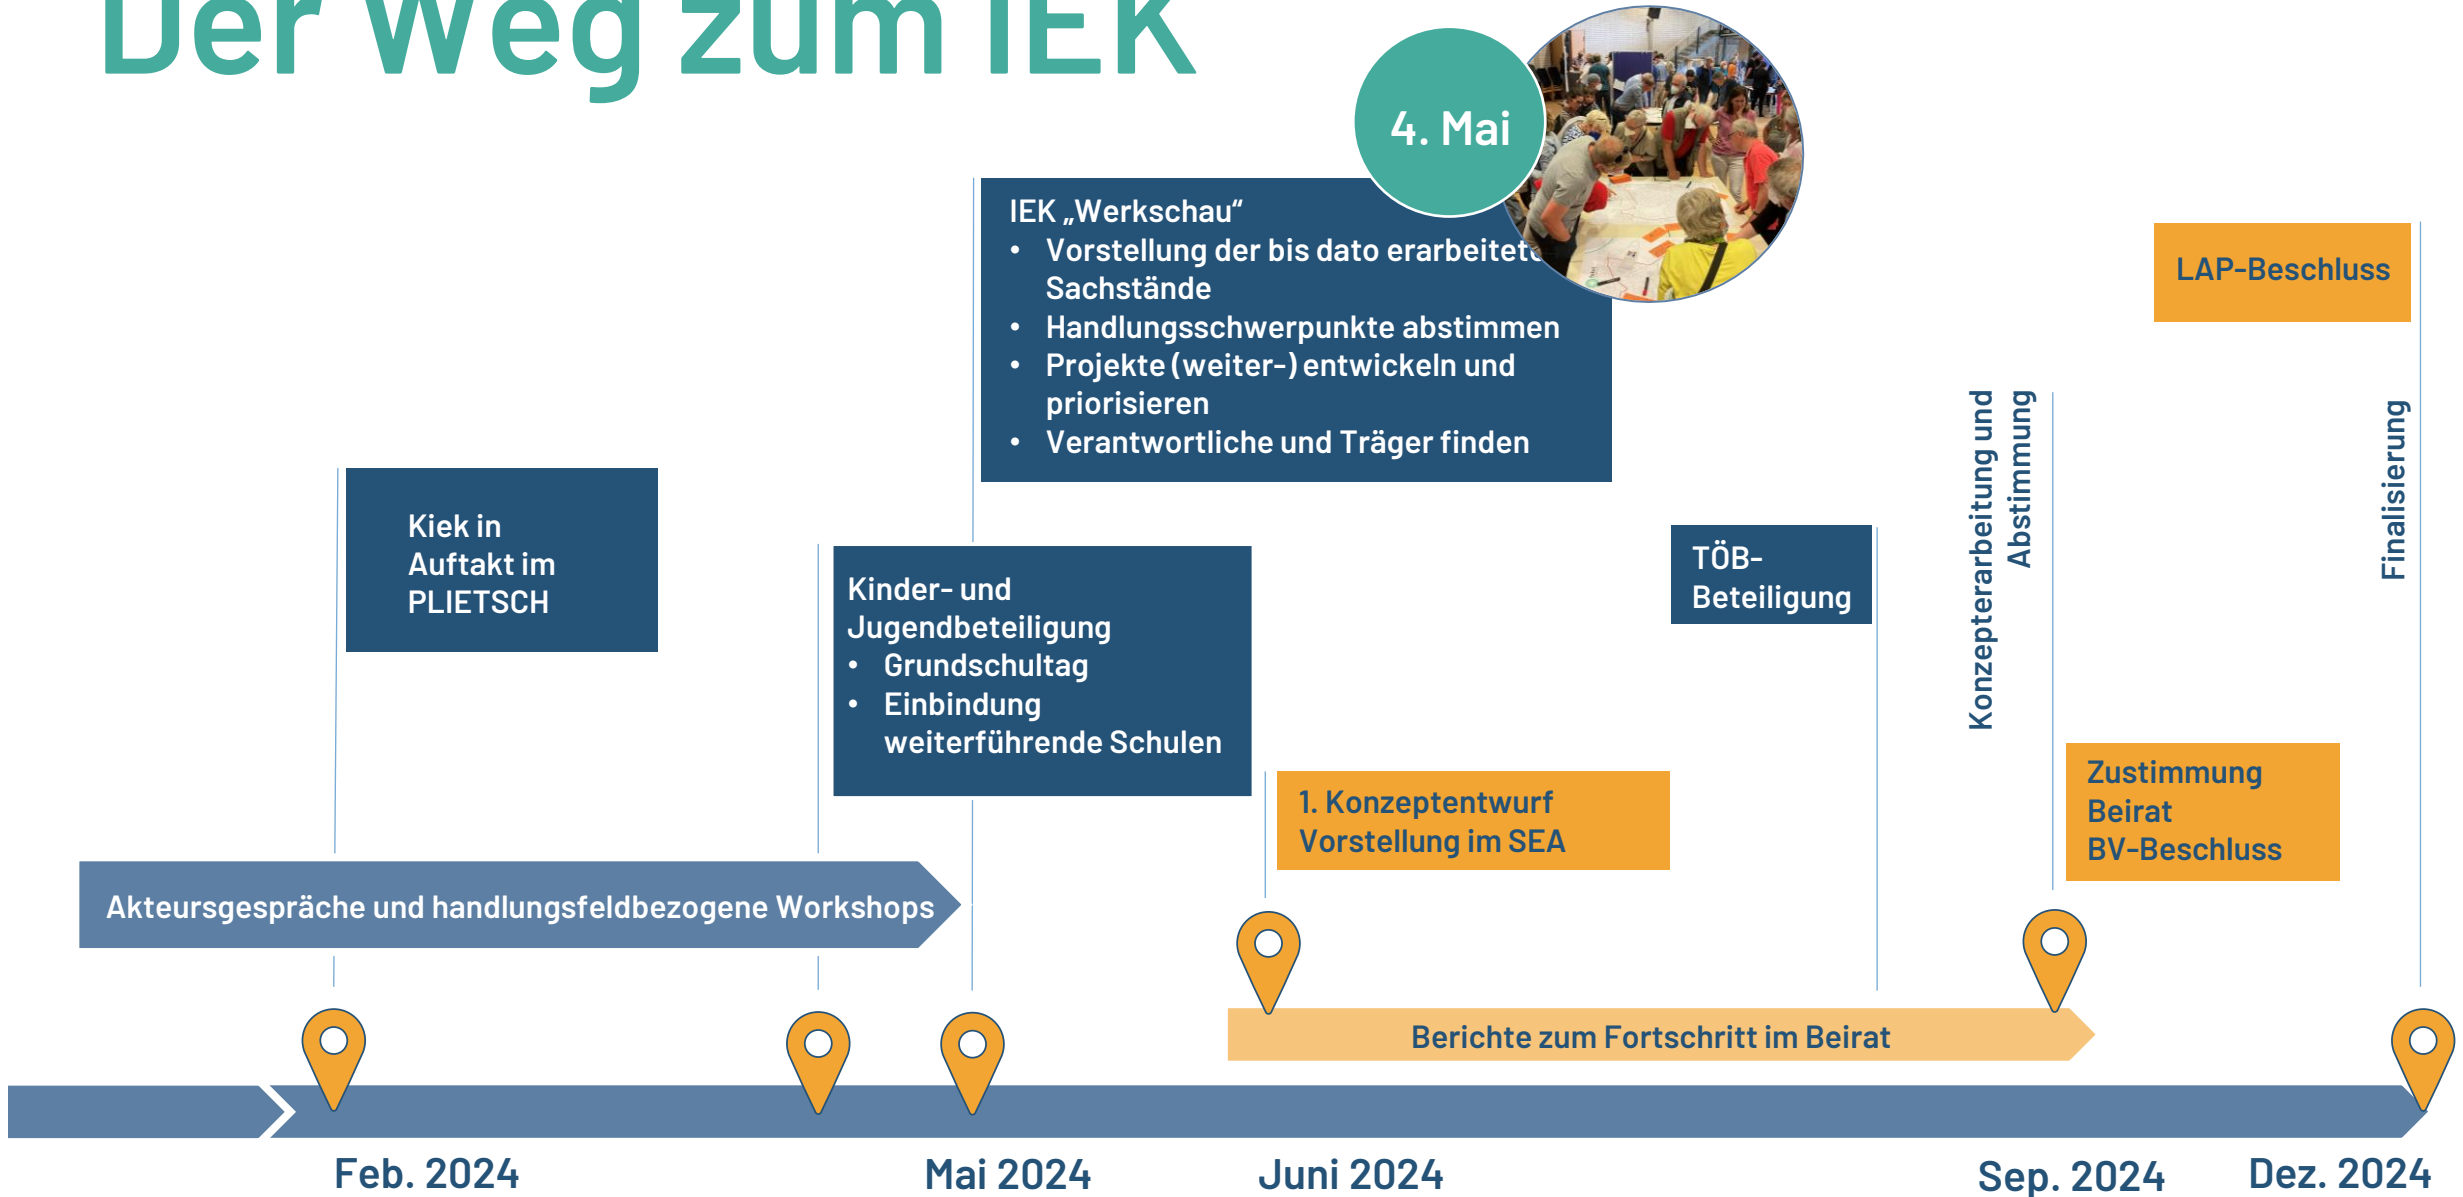 Der Weg zum IEK
4. Mai
IEK „Werkschau“
• Vorstellung der bis dato
Sachstände
• Handlungsschwerpunkte abstimmen
• Projekte (weiter-) entwickeln und
priorisieren
• Verantwortliche und Träger finden
LAP-Beschluss
Kiek in
Auftakt im
PLIETSCH
Kinder- und
Jugendbeteiligung
• Grundschultag
• Einbindung
weiterführende Schulen
TÖB-
Beteiligung
Konzepterarbeitung und
Abstimmung
Finalisierung
1. Konzeptentwurf
Vorstellung im SEA
Zustimmung
Beirat
BV-Beschluss
Akteursgespräche und handlungsfeldbezogene Workshops
Berichte zum Fortschritt im Beirat
Feb. 2024
Mai 2024
Juni 2024
Sep. 2024
Dez. 2024